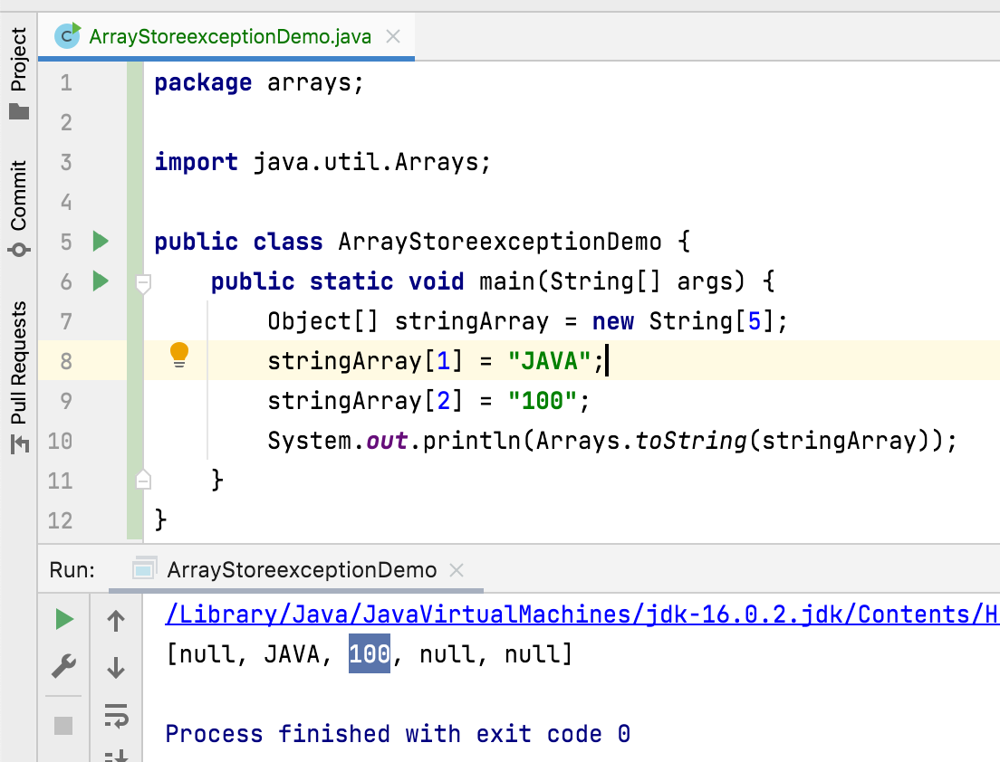 Project
Commit
Pull Requests
ArrayStoreexceptionDemo.java
1 package arrays;
2
3 import java.util.Arrays;
4
5 public class ArrayStoreexceptionDemo {
6 public static void main(String[] args) {
7 Object[] stringArray = new String[5];
8 stringArray[1] = "JAVA";
9 stringArray[2] = "100";
10 System.out.println(Arrays.toString(stringArray));
11 }
12 }
Run: ArrayStoreexceptionDemo
/Library/Java/JavaVirtualMachines/jdk-16.0.2.jdk/Contents/H
[null, JAVA, 100, null, null]
Process finished with exit code 0